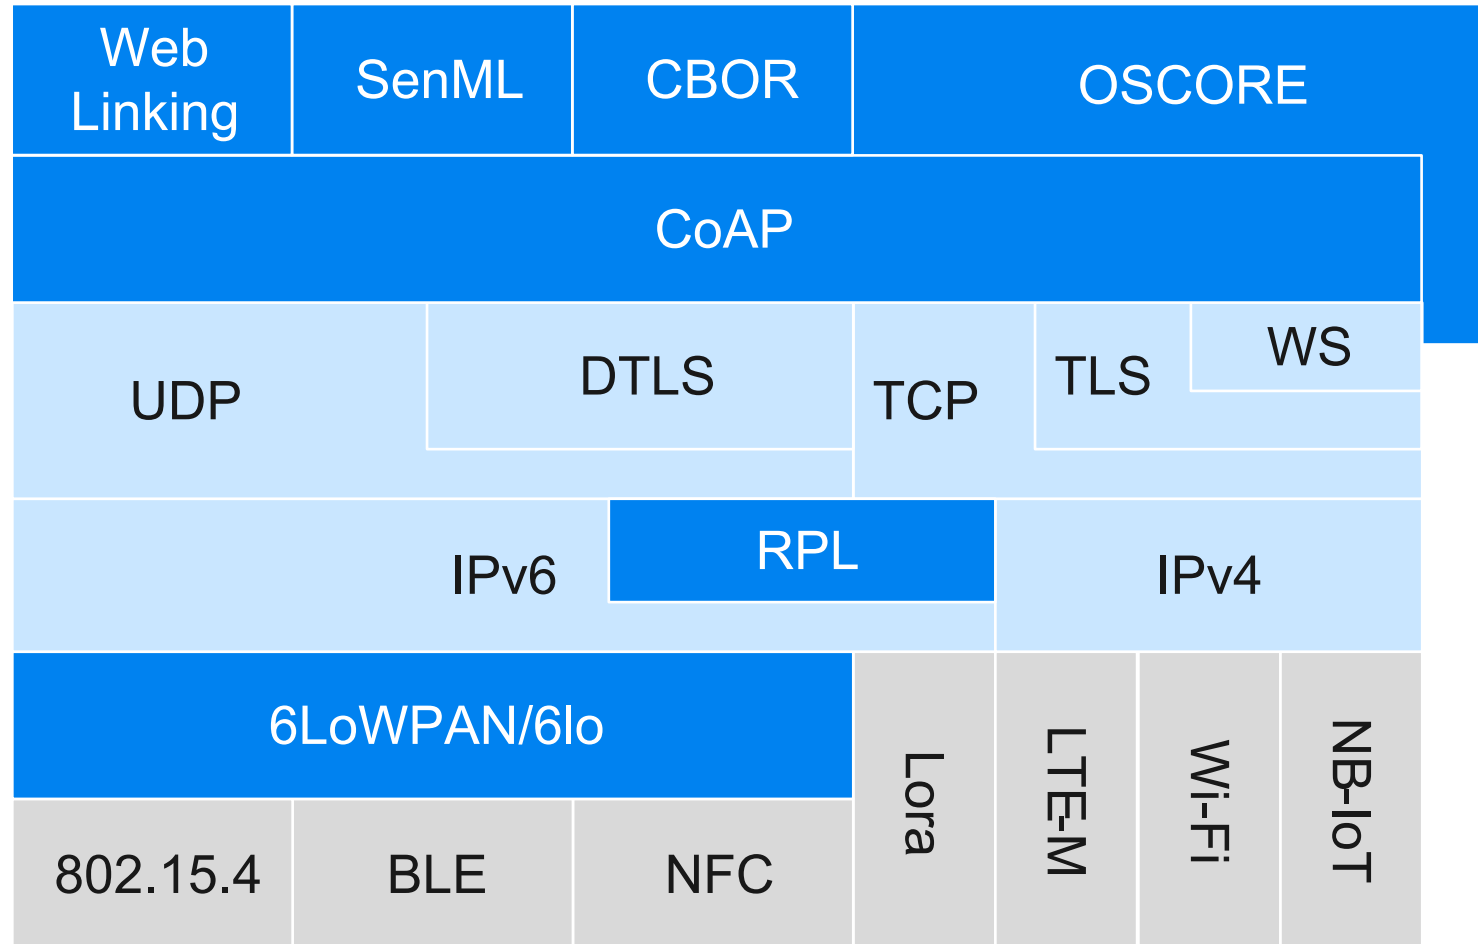 Web
Linking
SenML
CBOR
OSCORE
CoAP
UDP
DTLS
TCP
TLS
WS
IPv6
RPL
IPv4
6LoWPAN/6lo
Lora
LTE-M
Wi-Fi
NB-IoT
802.15.4
BLE
NFC